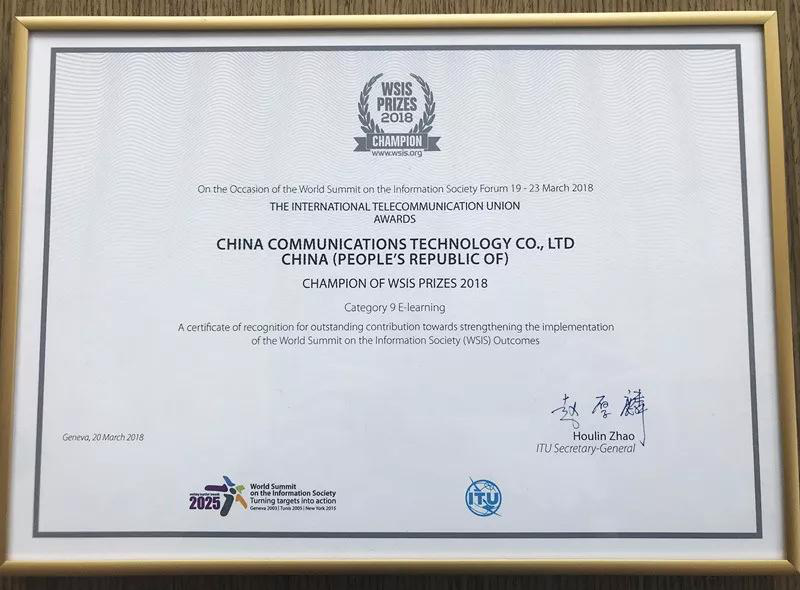 WSIS
PRIZES
2018
CHAMPION
www.wsis.org
On the Occasion of the World Summit on the Information Society Forum 19 - 23 March 2018
THE INTERNATIONAL TELECOMMUNICATION UNION
AWARDS
CHINA COMMUNICATIONS TECHNOLOGY CO., LTD
CHINA (PEOPLE'S REPUBLIC OF)
CHAMPION OF WSIS PRIZES 2018
Category 9 E-learning
A certificate of recognition for outstanding contribution towards strengthening the implementation
of the World Summit on the Information Society (WSIS) Outcomes
赵厚麟
Houlin Zhao
ITU Secretary-General
Geneva, 20 March 2018
2025
World Summit
on the Information Society
Turning targets into action
Geneva 2003 | Tunis 2005 | New York 2015
ITU